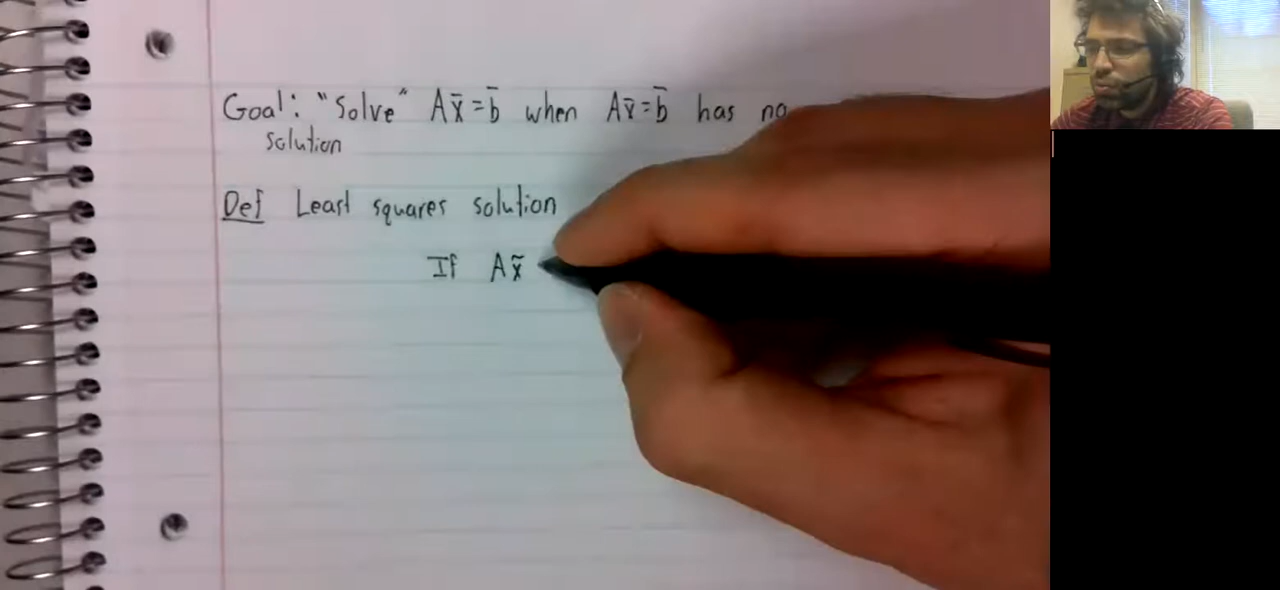 Goal: "Solve" Ax̄=b̄ when Ax̄=b̄ has no
solution
Def Least squares solution
If Ax̄